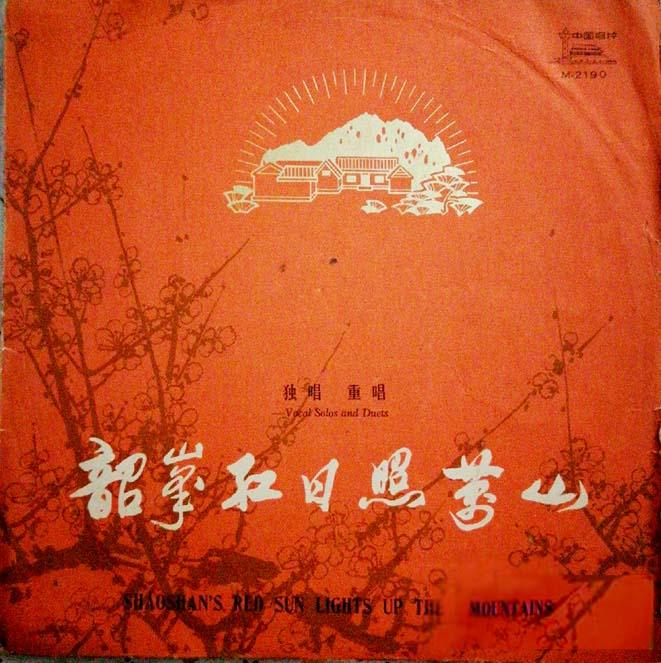 中国唱片
M-2190
独唱 重唱
Vocal Solos and Duets
韶峯红日照萬山
SHAOSHAN'S RED SUN LIGHTS UP THE MOUNTAINS